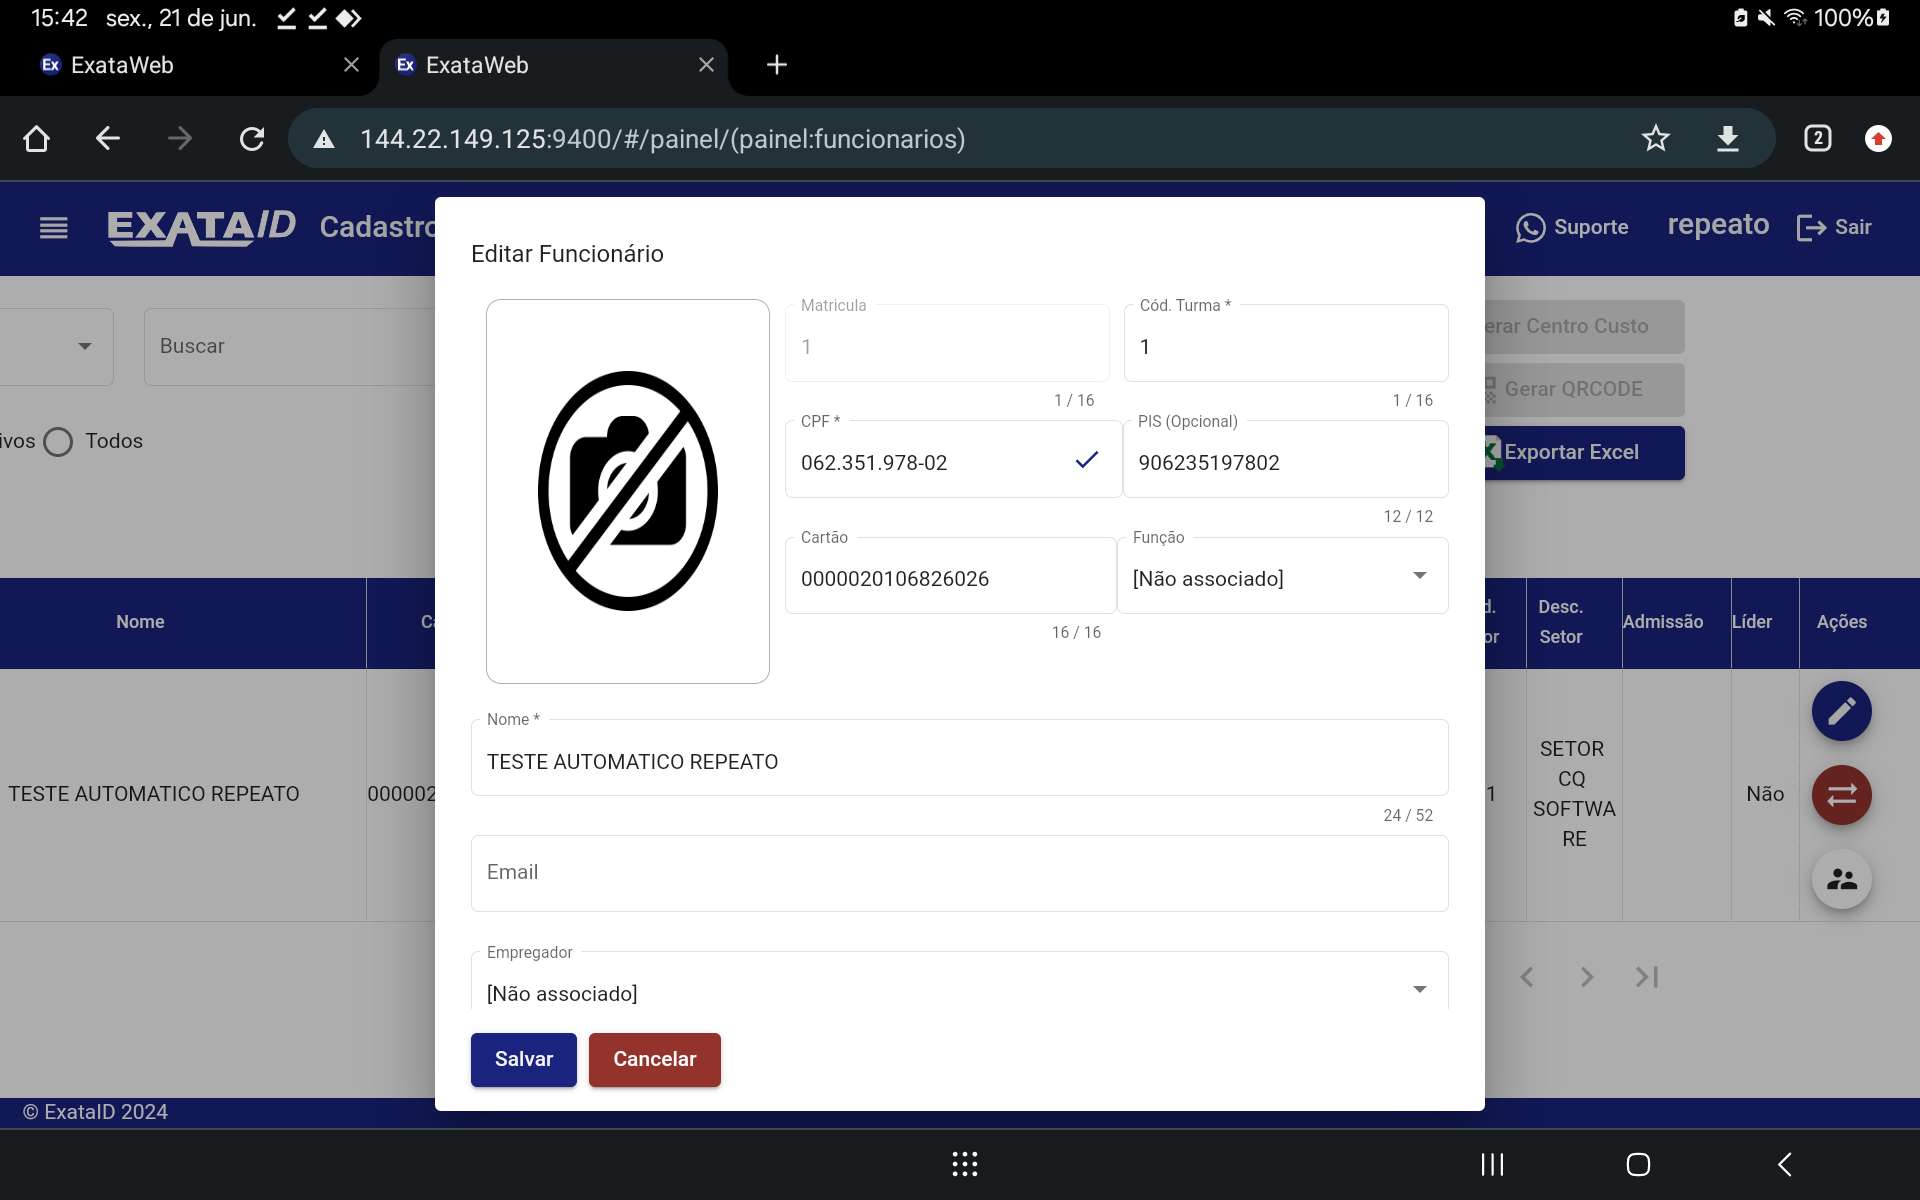 15:42 sex., 21 de jun. 100%
Ex ExataWeb
Ex ExataWeb
144.22.149.125:9400/#/painel/(painel:funcionarios)
2
EXATAID Cadastro
Suporte repeato Sair
Editar Funcionário
Buscar
ivos Todos
erar Centro Custo
Gerar QRCODE
Exportar Excel
Matricula
1
1 / 16
Cód. Turma *
1
1 / 16
CPF *
062.351.978-02
PIS (Opcional)
906235197802
12 / 12
Cartão
0000020106826026
16 / 16
Função
[Não associado]
Nome *
TESTE AUTOMATICO REPEATO
24 / 52
Email
Empregador
[Não associado]
Salvar Cancelar
Nome Ca
d.
or
Desc.
Setor
Admissão Líder Ações
TESTE AUTOMATICO REPEATO 000002
1
SETOR
CQ
SOFTWA
RE
Não
© ExataID 2024